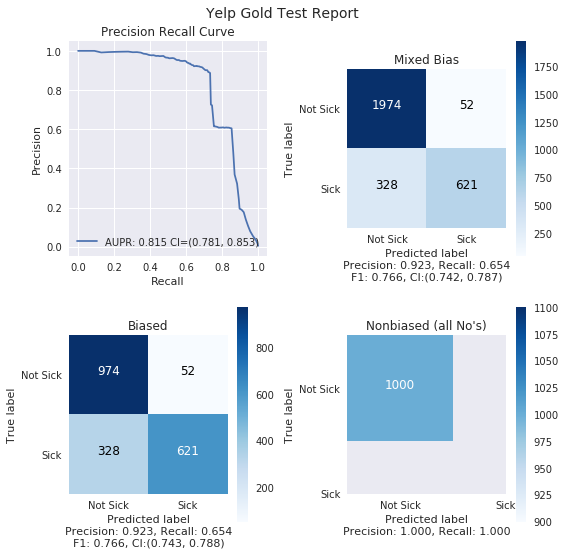 Yelp Gold Test Report
Precision Recall Curve
1.0
0.8
0.6
0.4
0.2
0.0
Precision
0.0 0.2 0.4 0.6 0.8 1.0
Recall
AUPR: 0.815 CI=(0.781, 0.853)
Mixed Bias
True label
Not Sick
Sick
1974 52
328 621
Not Sick Sick
Predicted label
Precision: 0.923, Recall: 0.654
F1: 0.766, CI:(0.742, 0.787)
1750
1500
1250
1000
750
500
250
Biased
True label
Not Sick
Sick
974 52
328 621
Not Sick Sick
Predicted label
Precision: 0.923, Recall: 0.654
F1: 0.766, CI:(0.743, 0.788)
800
600
400
200
Nonbiased (all No's)
True label
Not Sick
Sick
1000
Not Sick Sick
Predicted label
Precision: 1.000, Recall: 1.000
1100
1075
1050
1025
1000
975
950
925
900